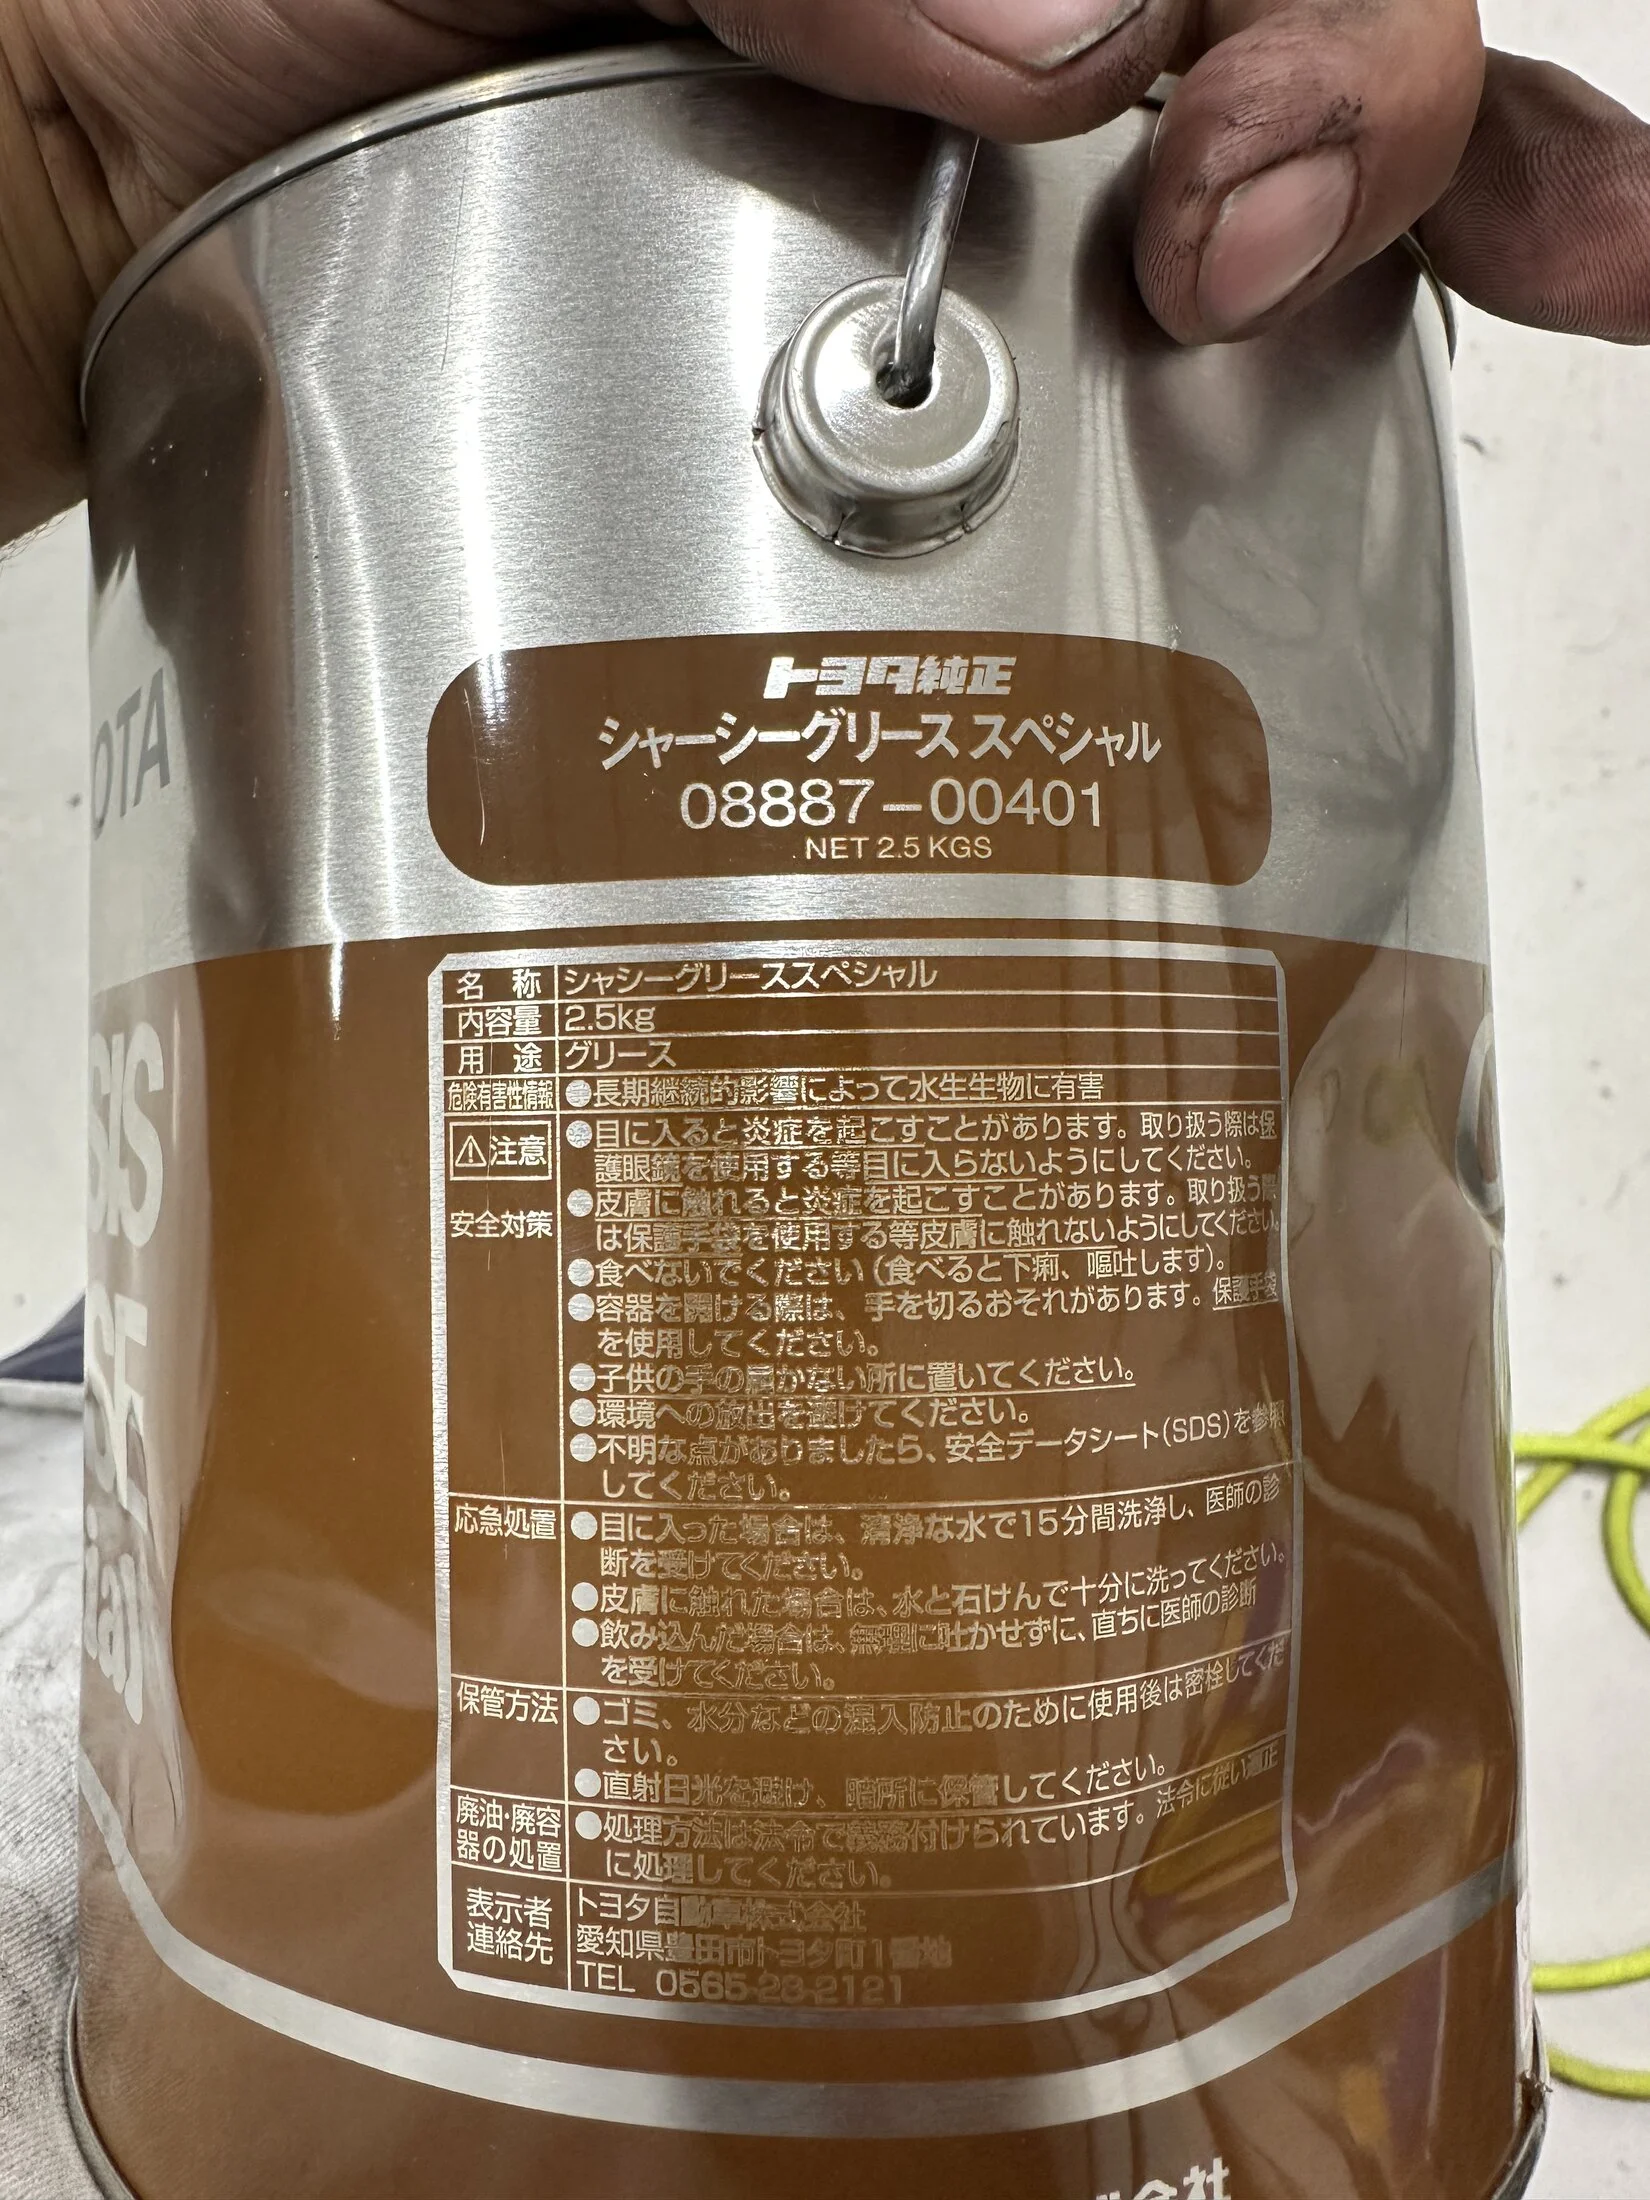 トヨタ純正
シャーシーグリース スペシャル
08887-00401
NET 2.5 KGS
OTA
SIS
SE
ial
名 称 シャシーグリーススペシャル
内容量 2.5kg
用 途 グリース
危険有害性情報 ●長期継続的影響によって水生生物に有害
⚠注意 ●目に入ると炎症を起こすことがあります。取り扱う際は保
護眼鏡を使用する等目に入らないようにしてください。
安全対策 ●皮膚に触れると炎症を起こすことがあります。取り扱う際
は保護手袋を使用する等皮膚に触れないようにしてください。
●食べないでください(食べると下痢、嘔吐します)。
●容器を開ける際は、手を切るおそれがあります。保護手袋
を使用してください。
●子供の手の届かない所に置いてください。
●環境への放出を避けてください。
●不明な点がありましたら、安全データシート(SDS)を参照
してください。
応急処置 ●目に入った場合は、清浄な水で15分間洗浄し、医師の診
断を受けてください。
●皮膚に触れた場合は、水と石けんで十分に洗ってください。
●飲み込んだ場合は、無理に吐かせずに、直ちに医師の診断
を受けてください。
保管方法 ●ゴミ、水分などの混入防止のために使用後は密栓してくだ
さい。
●直射日光を避け、暗所に保管してください。
廃油・廃容 ●処理方法は法令で義務付けられています。法令に従い適正
器の処置 に処理してください。
表示者 トヨタ自動車株式会社
連絡先 愛知県豊田市トヨタ町1番地
TEL 0565-28-2121
会社